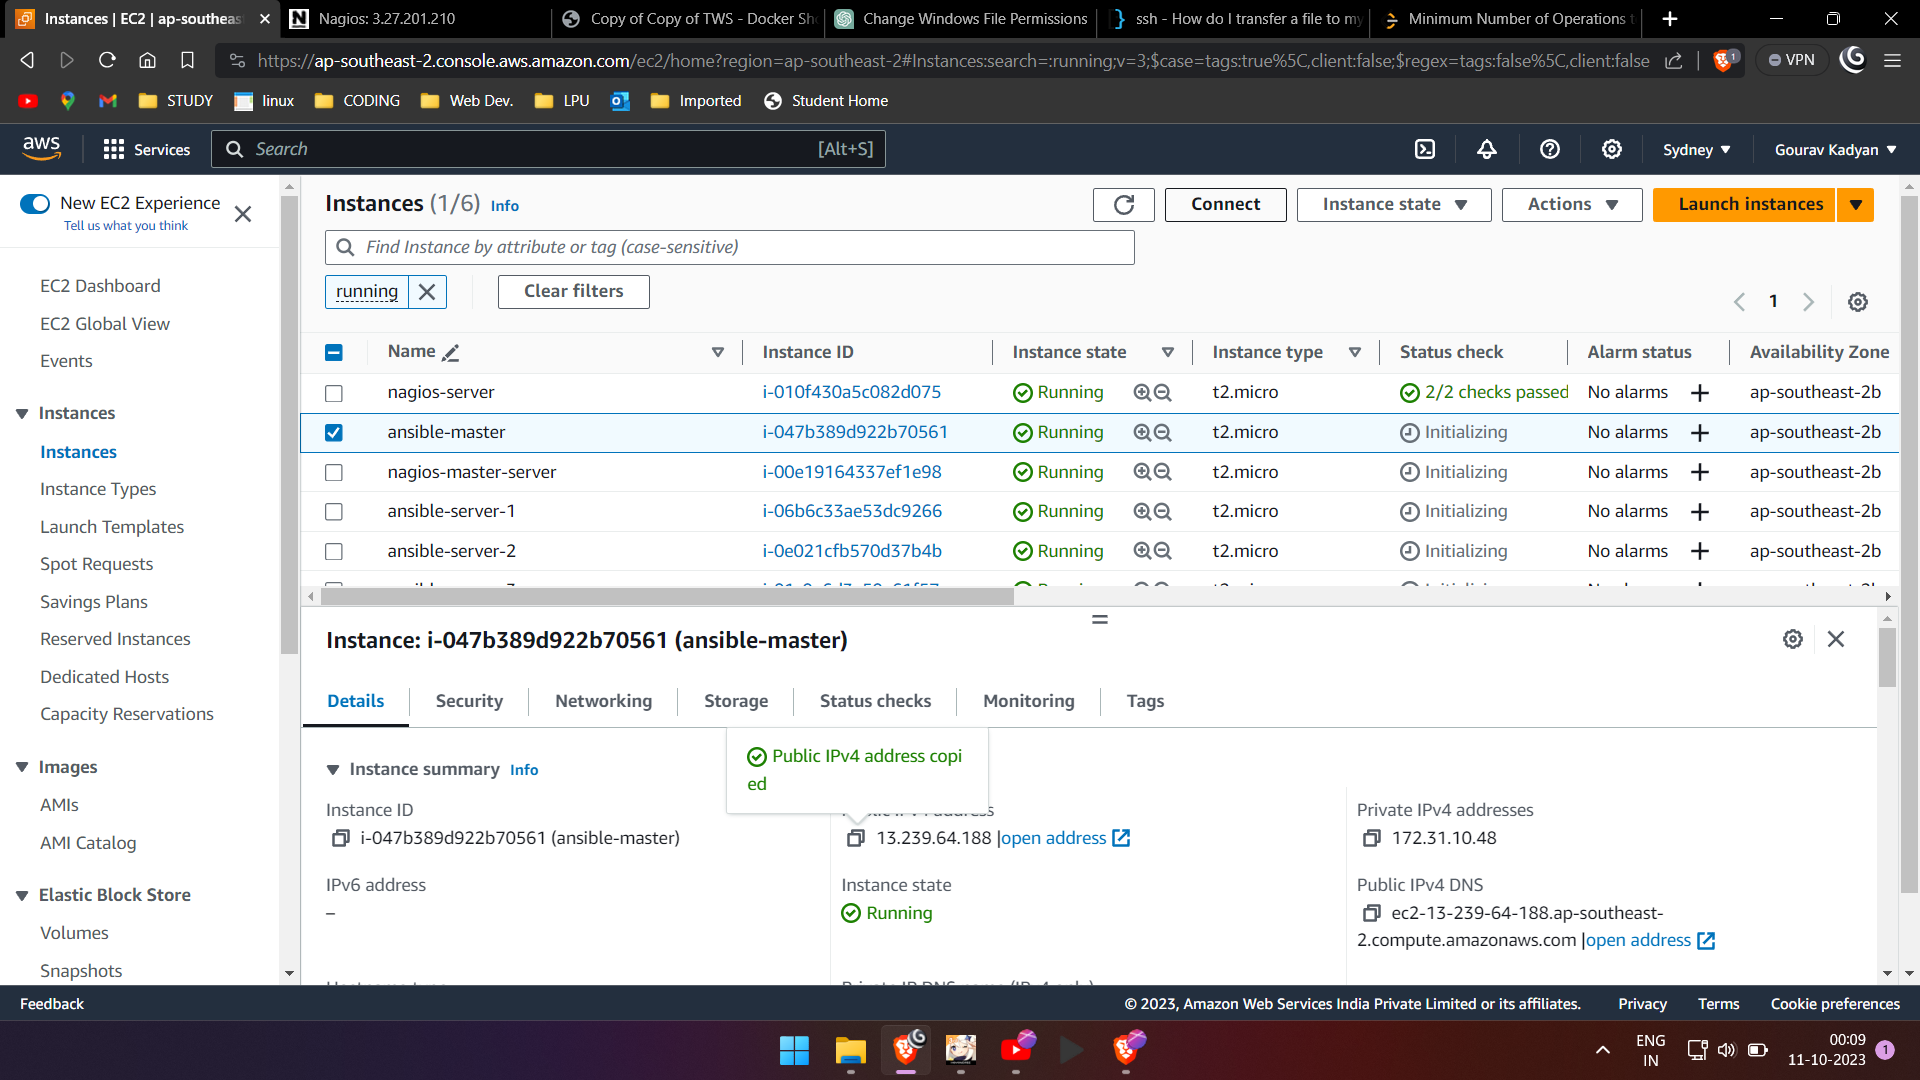 Instances | EC2 | ap-southeas
Nagios: 3.27.201.210
Copy of Copy of TWS - Docker Sh
Change Windows File Permissions
ssh - How do I transfer a file to my
Minimum Number of Operations t
https://ap-southeast-2.console.aws.amazon.com/ec2/home?region=ap-southeast-2#Instances:search=:running;v=3;$case=tags:true%5C,client:false;$regex=tags:false%5C,client:false
1
VPN
STUDY
linux
CODING
Web Dev.
LPU
Imported
Student Home
aws
Services
Search
[Alt+S]
Sydney
Gourav Kadyan
New EC2 Experience
Tell us what you think
EC2 Dashboard
EC2 Global View
Events
Instances
Instances
Instance Types
Launch Templates
Spot Requests
Savings Plans
Reserved Instances
Dedicated Hosts
Capacity Reservations
Images
AMIs
AMI Catalog
Elastic Block Store
Volumes
Snapshots
Instances (1/6) Info
Connect
Instance state
Actions
Launch instances
Find Instance by attribute or tag (case-sensitive)
running
Clear filters
1
Name Instance ID Instance state Instance type Status check Alarm status Availability Zone
nagios-server i-010f430a5c082d075 Running t2.micro 2/2 checks passed No alarms + ap-southeast-2b
ansible-master i-047b389d922b70561 Running t2.micro Initializing No alarms + ap-southeast-2b
nagios-master-server i-00e19164337ef1e98 Running t2.micro Initializing No alarms + ap-southeast-2b
ansible-server-1 i-06b6c33ae53dc9266 Running t2.micro Initializing No alarms + ap-southeast-2b
ansible-server-2 i-0e021cfb570d37b4b Running t2.micro Initializing No alarms + ap-southeast-2b
Instance: i-047b389d922b70561 (ansible-master)
Details
Security
Networking
Storage
Status checks
Monitoring
Tags
Public IPv4 address copi
ed
Instance summary Info
Instance ID
i-047b389d922b70561 (ansible-master)
13.239.64.188 |open address
Private IPv4 addresses
172.31.10.48
IPv6 address
–
Instance state
Running
Public IPv4 DNS
ec2-13-239-64-188.ap-southeast-
2.compute.amazonaws.com |open address
Feedback
© 2023, Amazon Web Services India Private Limited or its affiliates.
Privacy
Terms
Cookie preferences
ENG
IN
00:09
11-10-2023
1